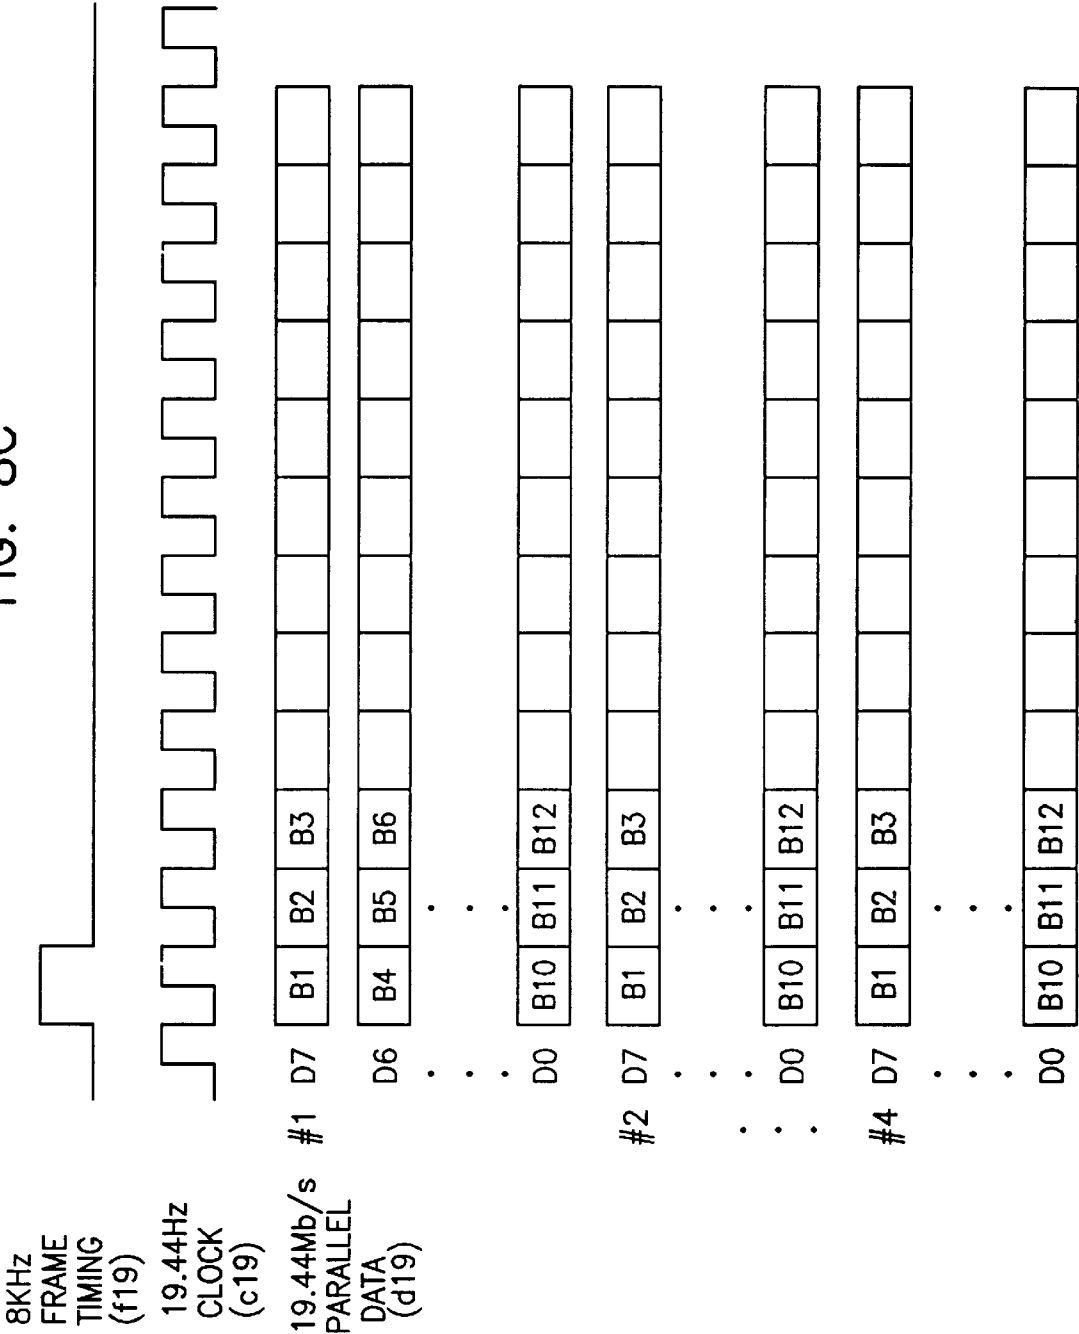 FIG.
8KHz
FRAME
TIMING
(f19)
19.44Hz
CLOCK
(c19)
19.44Mb/s
PARALLEL
DATA
(d19)
#1 D7 B1 B2 B3
D6 B4 B5 B6
D0 B10 B11 B12
#2 D7 B1 B2 B3
D0 B10 B11 B12
#4 D7 B1 B2 B3
D0 B10 B11 B12